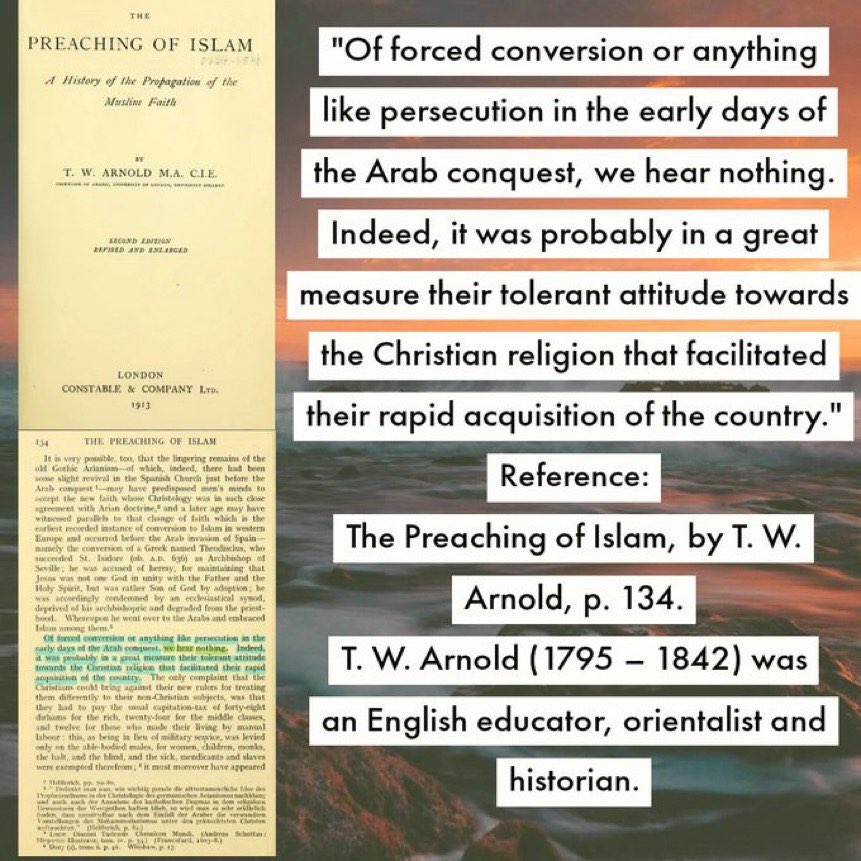 THE
PREACHING OF ISLAM
A History of the Propagation of the
Muslim Faith
BY
T. W. ARNOLD M.A. C.I.E.
PROFESSOR OF ARABIC, UNIVERSITY OF LONDON, UNIVERSITY COLLEGE
SECOND EDITION
REVISED AND ENLARGED
LONDON
CONSTABLE & COMPANY LTD.
1913
134 THE PREACHING OF ISLAM
It is very possible, too, that the lingering remains of the
old Gothic Arianism—of which, indeed, there had been
some slight revival in the Spanish Church just before the
Arab conquest—may have predisposed men's minds to
accept the new faith whose Christology was in such close
agreement with Arian doctrine, and a later age may have
witnessed parallels to that change of faith which is the
earliest recorded instance of conversion to Islam in western
Europe and occurred before the Arab invasion of Spain—
namely the conversion of a Greek named Theodisclus, who
succeeded St. Isidore (ob. A.D. 636) as Archbishop of
Seville; he was accused of heresy, for maintaining that
Jesus was not one God in unity with the Father and the
Holy Spirit, but was rather Son of God by adoption; he
was accordingly condemned by an ecclesiastical synod,
deprived of his archbishopric and degraded from the priest-
hood. Whereupon he went over to the Arabs and embraced
Islam among them.
Of forced conversion or anything like persecution in the
early days of the Arab conquest, we hear nothing. Indeed,
it was probably in a great measure their tolerant attitude
towards the Christian religion that facilitated their rapid
acquisition of the country. The only complaint that the
Christians could bring against their new rulers for treating
them differently to their non-Christian subjects, was that
they had to pay the usual capitation-tax of forty-eight
dirhams for the rich, twenty-four for the middle classes,
and twelve for those who made their living by manual
labour: this, as being in lieu of military service, was levied
only on the able-bodied males, for women, children, monks,
the halt, and the blind, and the sick, mendicants and slaves
were exempted therefrom; it must moreover have appeared
"Of forced conversion or anything
like persecution in the early days of
the Arab conquest, we hear nothing.
Indeed, it was probably in a great
measure their tolerant attitude towards
the Christian religion that facilitated
their rapid acquisition of the country."
Reference:
The Preaching of Islam, by T. W.
Arnold, p. 134.
T. W. Arnold (1795 – 1842) was
an English educator, orientalist and
historian.